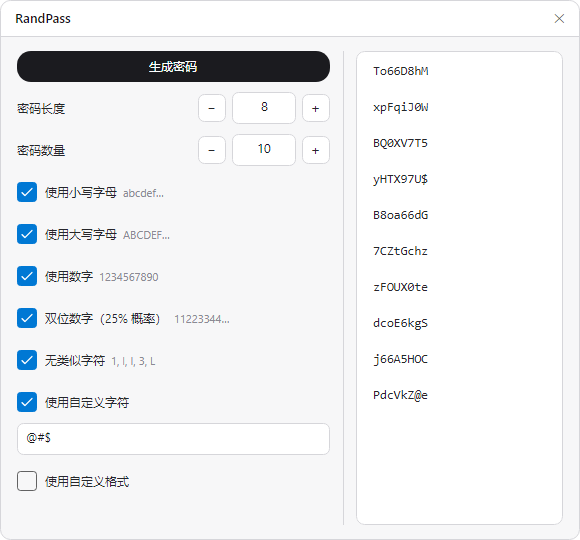 RandPass
生成密码
密码长度 − 8 +
密码数量 − 10 +
使用小写字母 abcdef...
使用大写字母 ABCDEF...
使用数字 1234567890
双位数字（25% 概率） 11223344...
无类似字符 1, I, l, 3, L
使用自定义字符
@#$
使用自定义格式
To66D8hM
xpFqiJ0W
BQ0XV7T5
yHTX97U$
B8oa66dG
7CZtGchz
zFOUX0te
dcoE6kgS
j66A5HOC
PdcVkZ@e